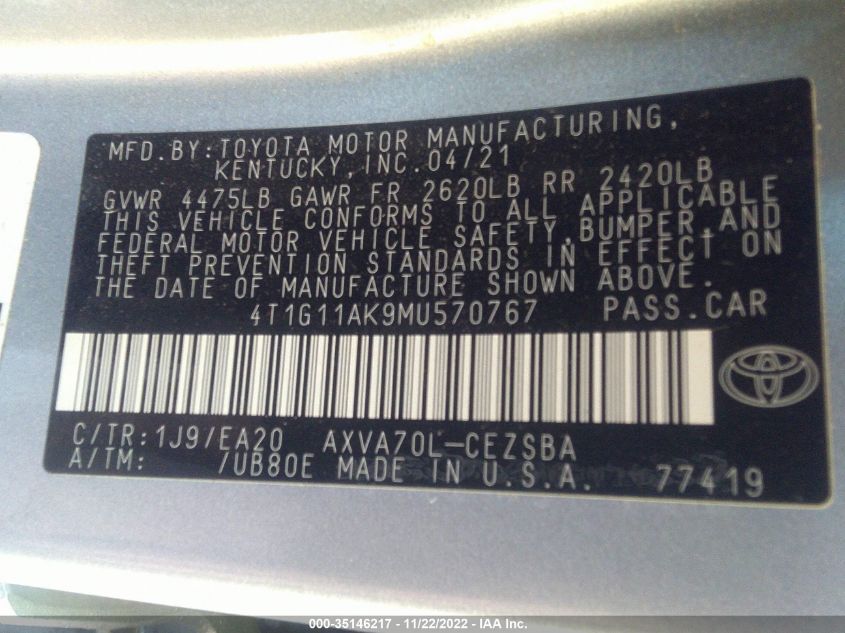 MFD.BY:TOYOTA MOTOR MANUFACTURING,
KENTUCKY,INC.04/21
GVWR 4475LB GAWR FR 2620LB RR 2420LB
THIS VEHICLE CONFORMS TO ALL APPLICABLE
FEDERAL MOTOR VEHICLE SAFETY,BUMPER,AND
THEFT PREVENTION STANDARDS IN EFFECT ON
THE DATE OF MANUFACTURE SHOWN ABOVE.
4T1G11AK9MU570767 PASS.CAR
C/TR:1J9/EA20 AXVA70L-CEZSBA
A/TM: /UB80E MADE IN U.S.A. 77419
000-35146217 - 11/22/2022 - IAA Inc.